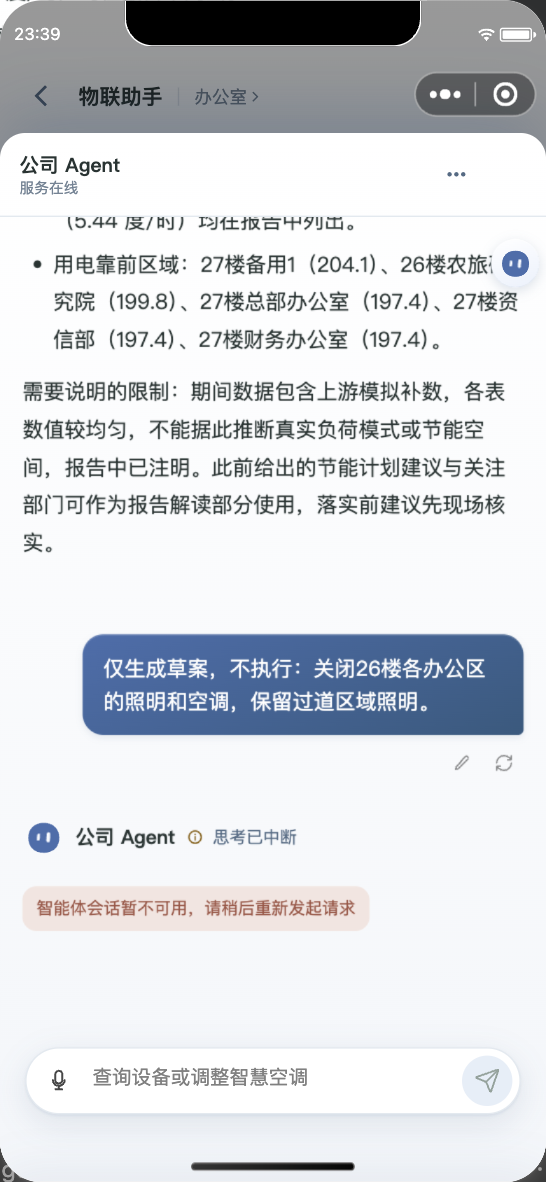 23:39
物联助手
办公室
公司 Agent
服务在线
（5.44 度/时）均在报告中列出。
• 用电靠前区域：27楼备用1（204.1）、26楼农旅
究院（199.8）、27楼总部办公室（197.4）、27楼资
信部（197.4）、27楼财务办公室（197.4）。
需要说明的限制：期间数据包含上游模拟补数，各表
数值较均匀，不能据此推断真实负荷模式或节能空
间，报告中已注明。此前给出的节能计划建议与关注
部门可作为报告解读部分使用，落实前建议先现场核
实。
仅生成草案，不执行：关闭26楼各办公区
的照明和空调，保留过道区域照明。
公司 Agent 思考已中断
智能体会话暂不可用，请稍后重新发起请求
查询设备或调整智慧空调